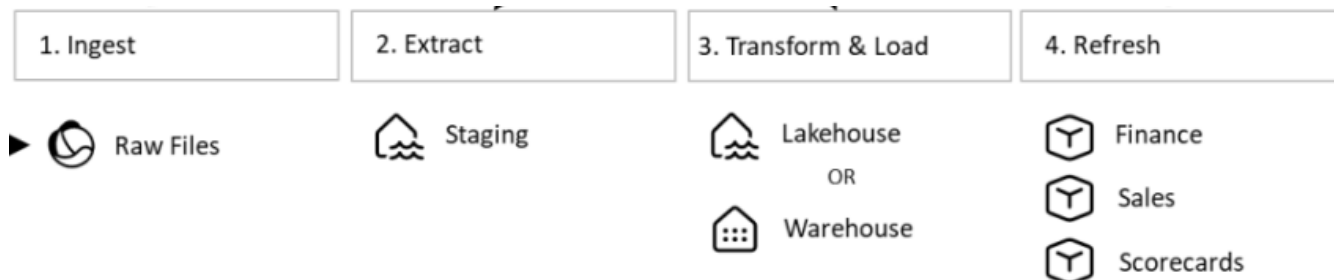 1. Ingest
2. Extract
3. Transform & Load
4. Refresh
Raw Files
Staging
Lakehouse
OR
Warehouse
Finance
Sales
Scorecards